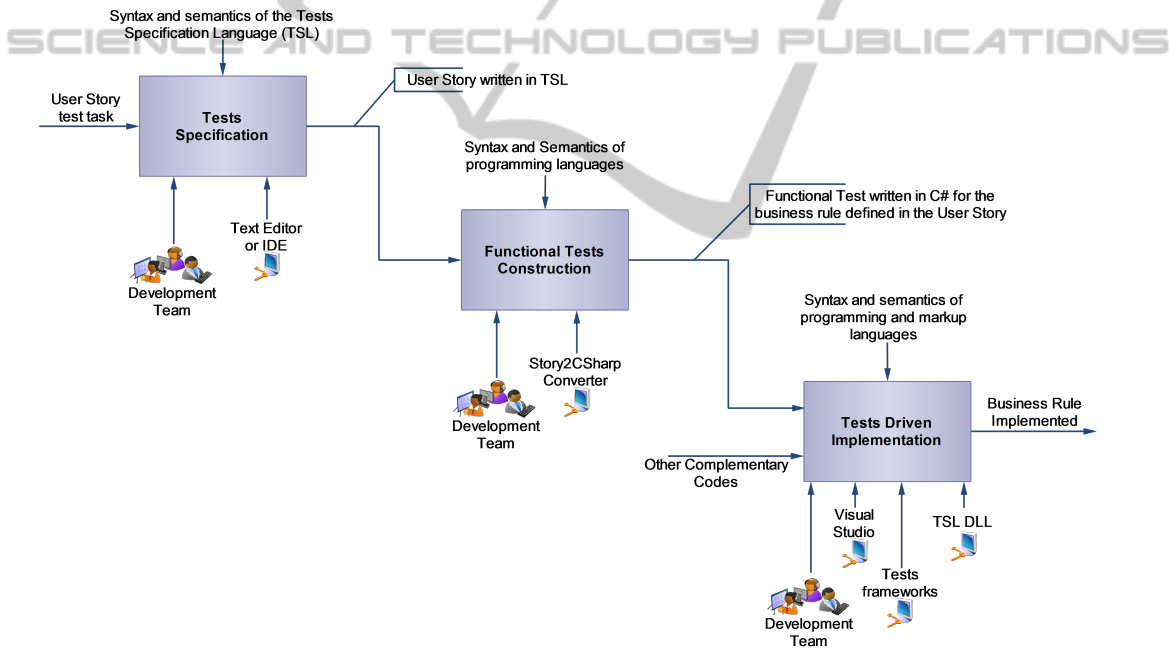 Syntax and semantics of the Tests
Specification Language (TSL)
SCIENCE AND TECHNOLOGY PUBLICATIONS
User Story
test task
Tests
Specification
User Story written in TSL
Text Editor
or IDE
Development
Team
Syntax and Semantics of
programming languages
Functional Tests
Construction
Functional Test written in C# for the
business rule defined in the User Story
Story2CSharp
Converter
Development
Team
Syntax and semantics of
programming and markup
languages
Tests Driven
Implementation
Business Rule
Implemented
Other Complementary
Codes
Visual
Studio
TSL DLL
Tests
frameworks
Development
Team